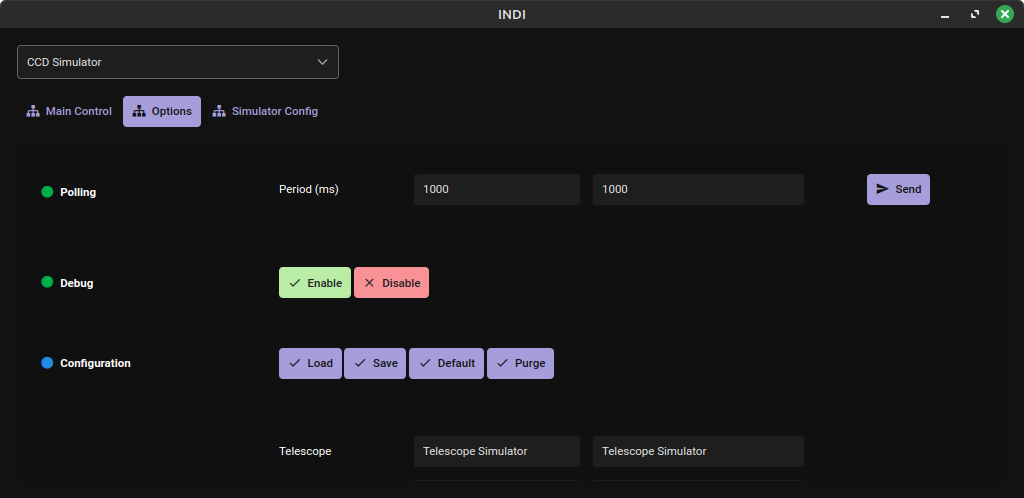 INDI
CCD Simulator
Main Control Options Simulator Config
Polling Period (ms) 1000 1000 Send
Debug Enable Disable
Configuration Load Save Default Purge
Telescope Telescope Simulator Telescope Simulator